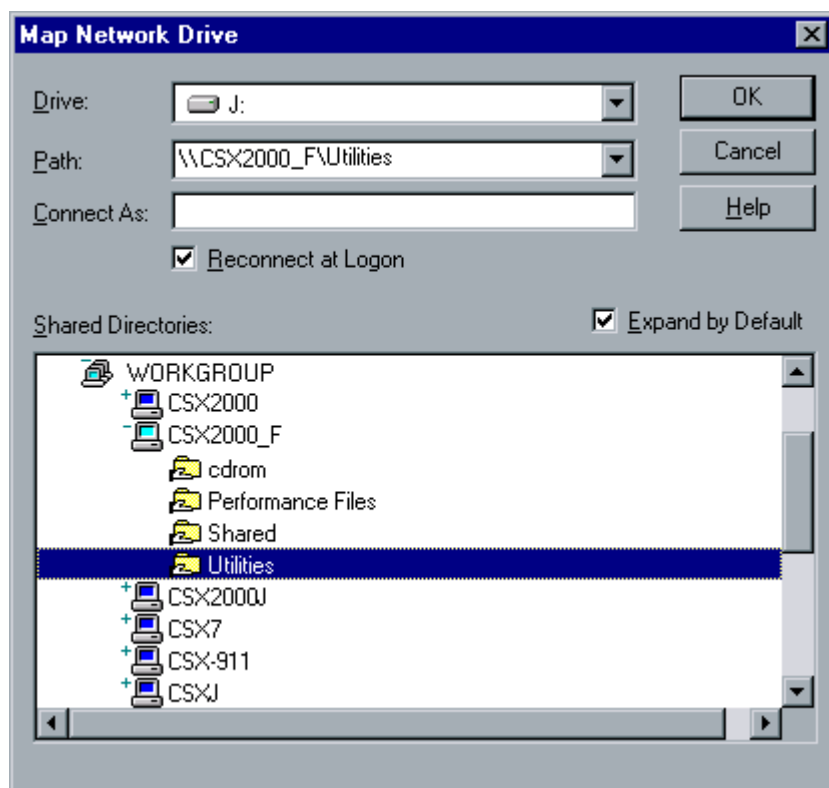 Map Network Drive
Drive: J: OK
Path: \\CSX2000_F\Utilities Cancel
Connect As: Help
Reconnect at Logon
Shared Directories: Expand by Default
WORKGROUP
CSX2000
CSX2000_F
cdrom
Performance Files
Shared
Utilities
CSX2000J
CSX7
CSX-911
CSXJ